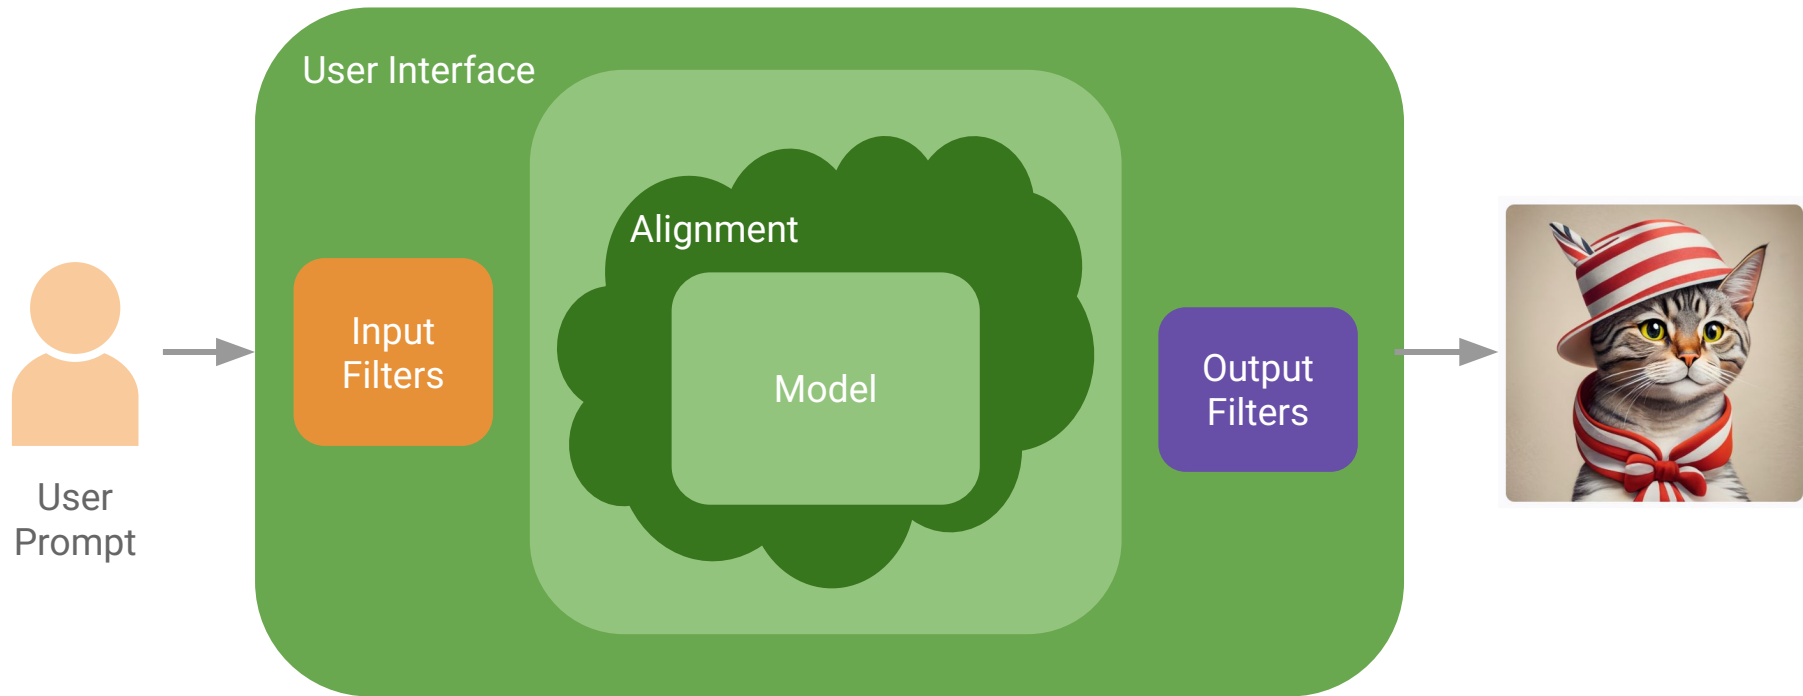 User Interface
Alignment
Input
Filters
Model
Output
Filters
User
Prompt